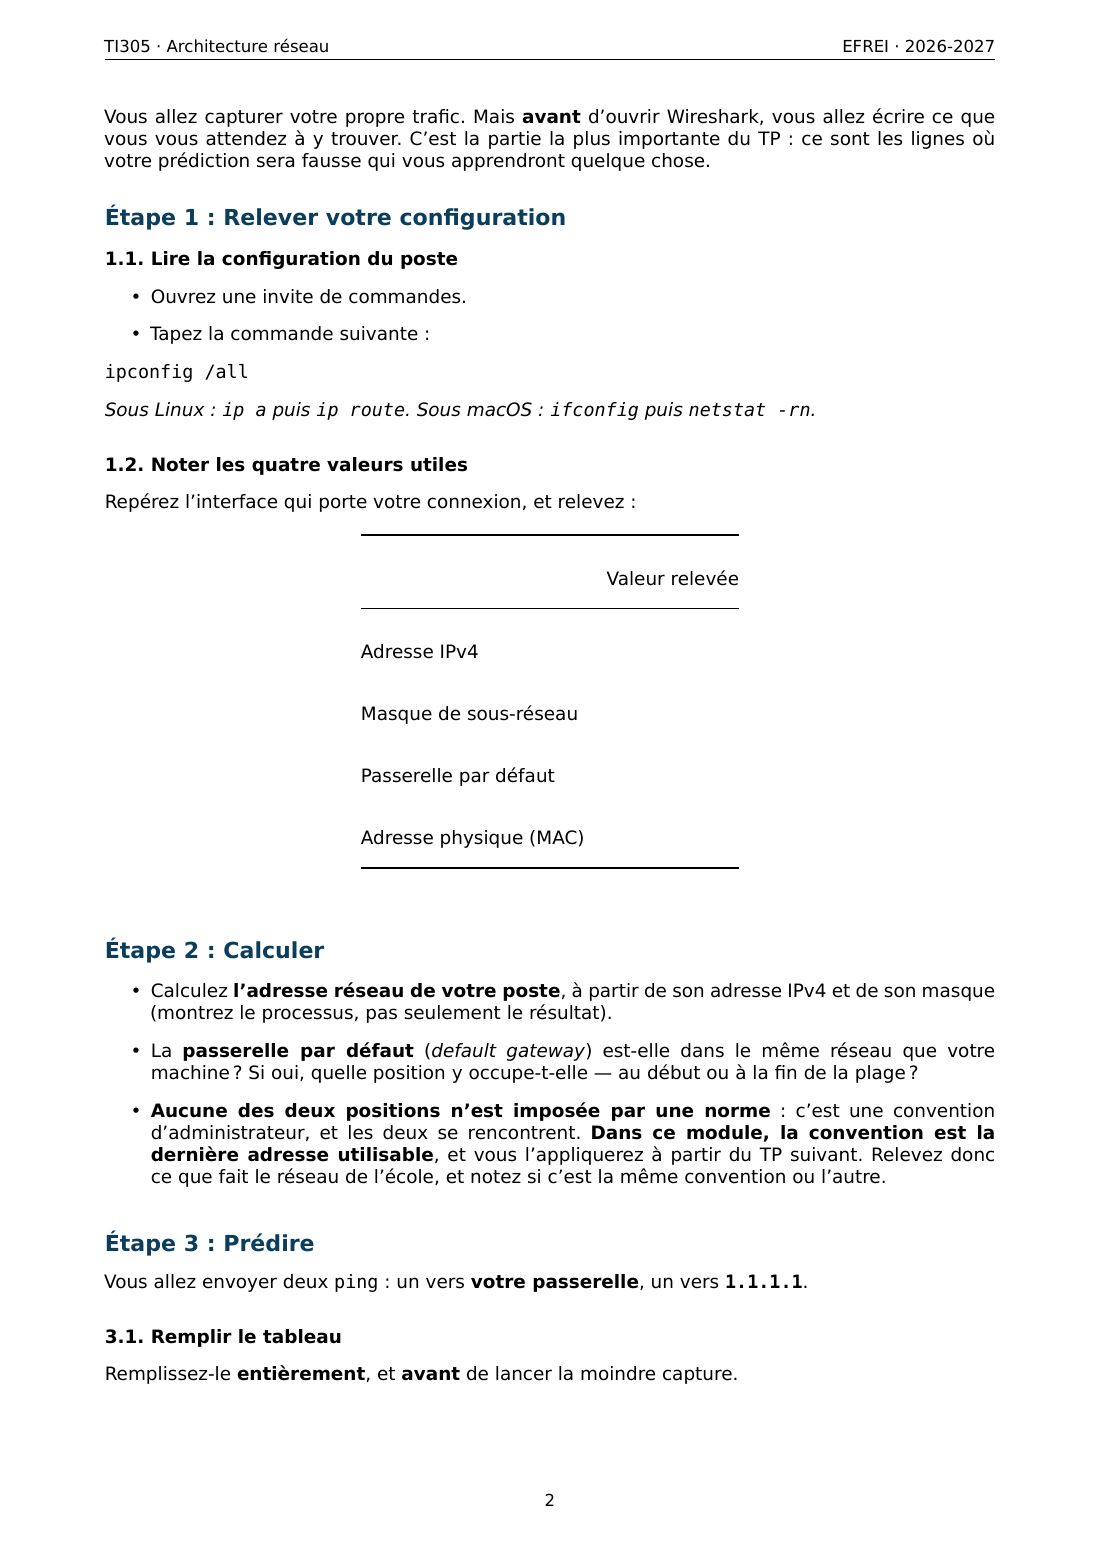 TI305 · Architecture réseau
EFREI · 2026-2027
Vous allez capturer votre propre trafic. Mais avant d’ouvrir Wireshark, vous allez écrire ce que
vous vous attendez à y trouver. C’est la partie la plus importante du TP : ce sont les lignes où
votre prédiction sera fausse qui vous apprendront quelque chose.
Étape 1 : Relever votre configuration
1.1. Lire la configuration du poste
• Ouvrez une invite de commandes.
• Tapez la commande suivante :
ipconfig /all
Sous Linux : ip a puis ip route. Sous macOS : ifconfig puis netstat -rn.
1.2. Noter les quatre valeurs utiles
Repérez l’interface qui porte votre connexion, et relevez :
Valeur relevée
Adresse IPv4
Masque de sous-réseau
Passerelle par défaut
Adresse physique (MAC)
Étape 2 : Calculer
• Calculez l’adresse réseau de votre poste, à partir de son adresse IPv4 et de son masque
(montrez le processus, pas seulement le résultat).
• La passerelle par défaut (default gateway) est-elle dans le même réseau que votre
machine ? Si oui, quelle position y occupe-t-elle — au début ou à la fin de la plage ?
• Aucune des deux positions n’est imposée par une norme : c’est une convention
d’administrateur, et les deux se rencontrent. Dans ce module, la convention est la
dernière adresse utilisable, et vous l’appliquerez à partir du TP suivant. Relevez donc
ce que fait le réseau de l’école, et notez si c’est la même convention ou l’autre.
Étape 3 : Prédire
Vous allez envoyer deux ping : un vers votre passerelle, un vers 1.1.1.1.
3.1. Remplir le tableau
Remplissez-le entièrement, et avant de lancer la moindre capture.
2